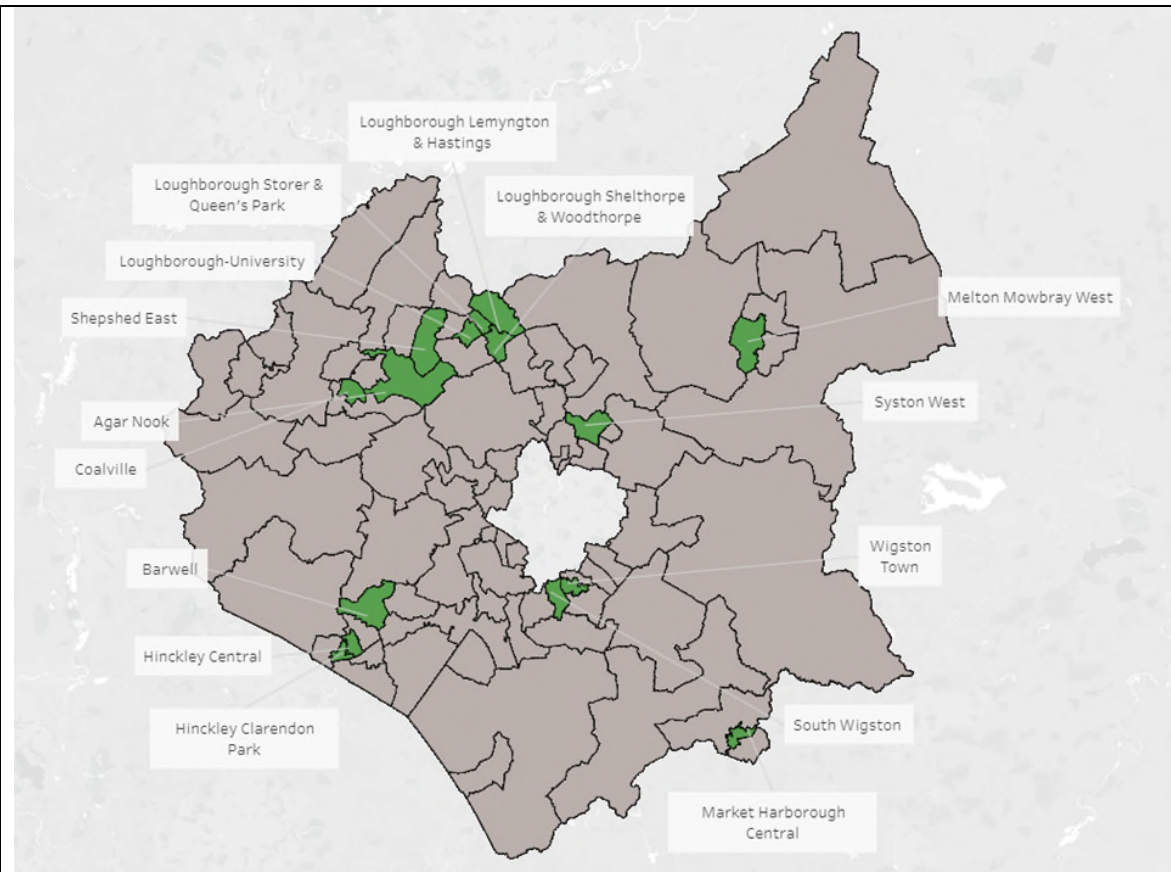 Loughborough Lemyngton
& Hastings
Loughborough Storer &
Queen's Park
Loughborough Shelthorpe
& Woodthorpe
Loughborough-University
Melton Mowbray West
Shepshed East
Syston West
Agar Nook
Coalville
Wigston
Town
Barwell
Hinckley Central
South Wigston
Hinckley Clarendon
Park
Market Harborough
Central